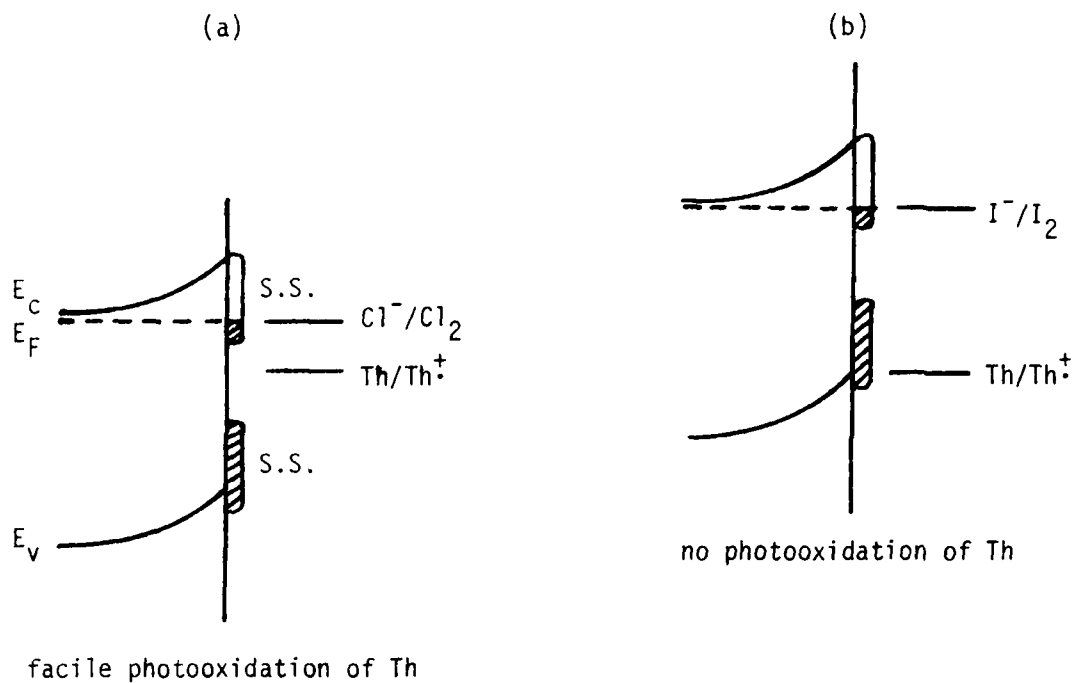 (a)
E_c
E_F
E_v
S.S.
S.S.
Cl⁻/Cl₂
Th/Th⁺̣
facile photooxidation of Th
(b)
I⁻/I₂
Th/Th⁺̣
no photooxidation of Th